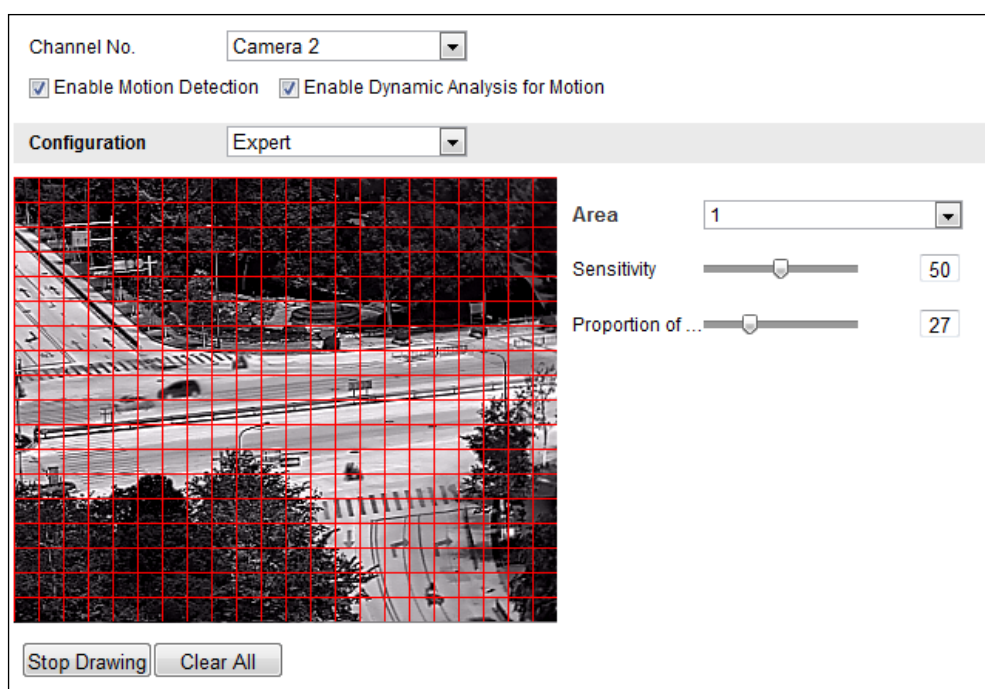 Channel No. Camera 2
Enable Motion Detection Enable Dynamic Analysis for Motion
Configuration Expert
Area 1
Sensitivity 50
Proportion of ... 27
Stop Drawing Clear All